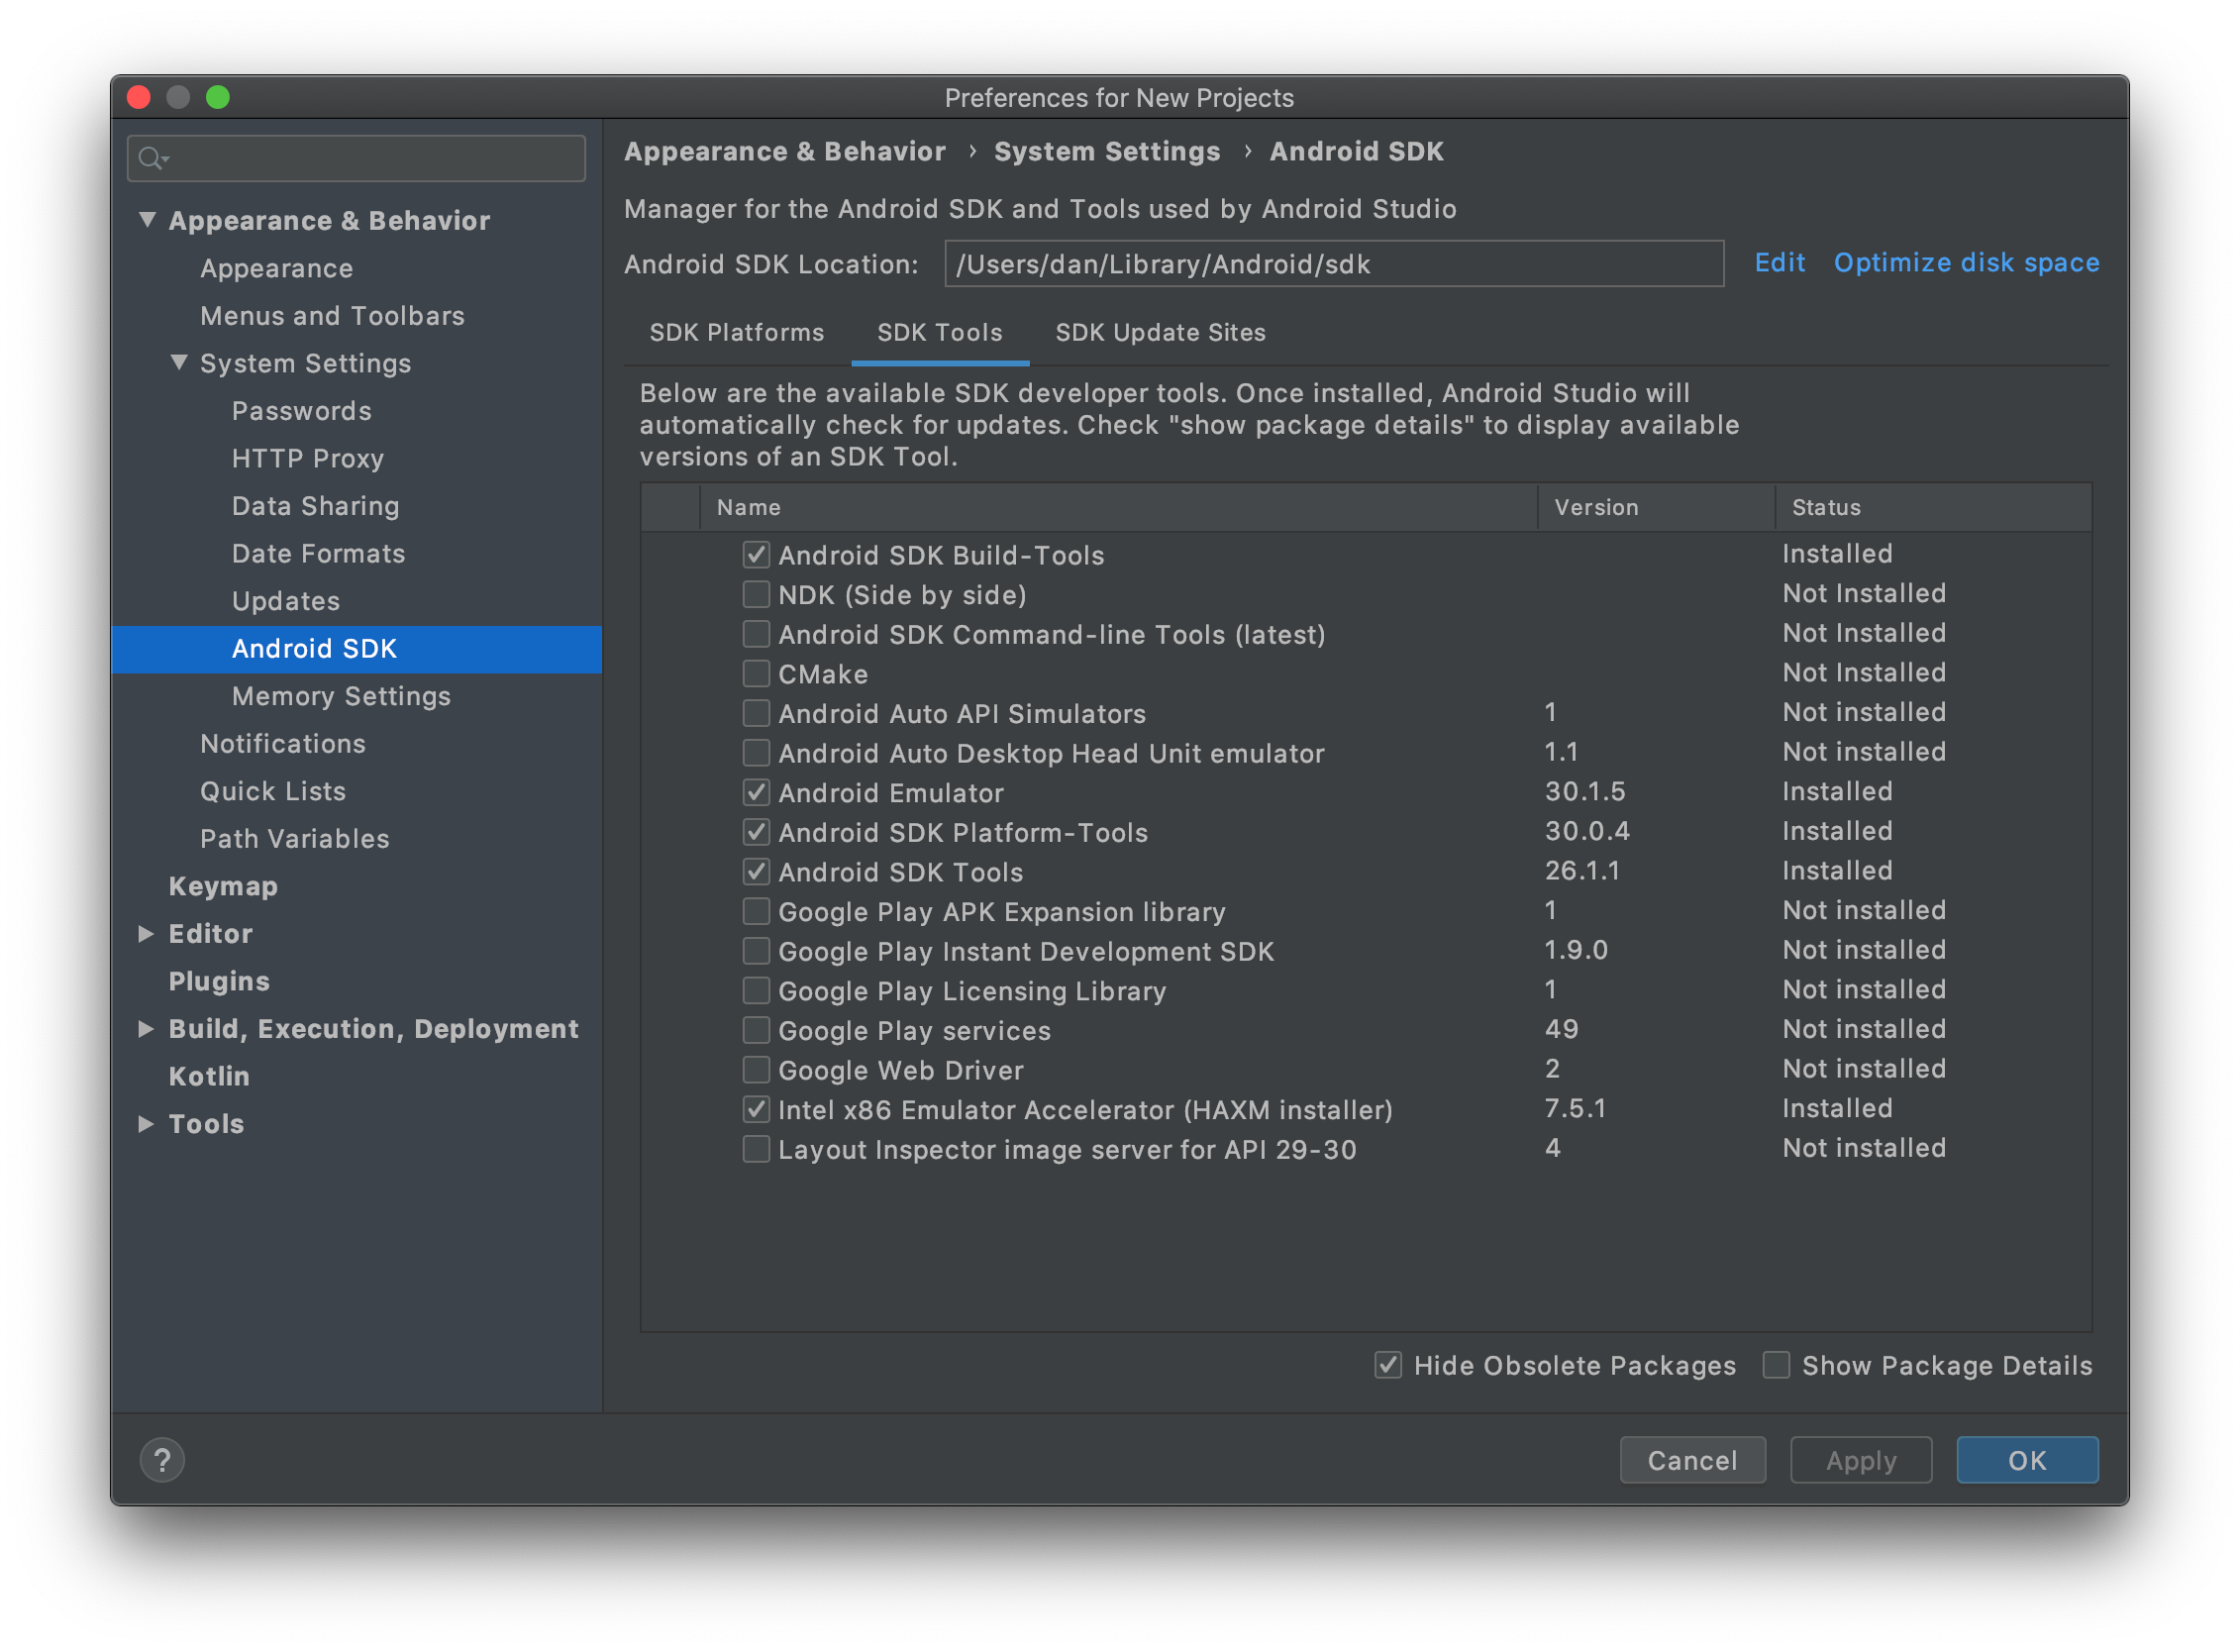 Preferences for New Projects
Appearance & Behavior
Appearance
Menus and Toolbars
System Settings
Passwords
HTTP Proxy
Data Sharing
Date Formats
Updates
Android SDK
Memory Settings
Notifications
Quick Lists
Path Variables
Keymap
Editor
Plugins
Build, Execution, Deployment
Kotlin
Tools
Appearance & Behavior › System Settings › Android SDK
Manager for the Android SDK and Tools used by Android Studio
Android SDK Location: /Users/dan/Library/Android/sdk Edit Optimize disk space
SDK Platforms SDK Tools SDK Update Sites
Below are the available SDK developer tools. Once installed, Android Studio will
automatically check for updates. Check "show package details" to display available
versions of an SDK Tool.
Name Version Status
Android SDK Build-Tools Installed
NDK (Side by side) Not Installed
Android SDK Command-line Tools (latest) Not Installed
CMake Not Installed
Android Auto API Simulators 1 Not installed
Android Auto Desktop Head Unit emulator 1.1 Not installed
Android Emulator 30.1.5 Installed
Android SDK Platform-Tools 30.0.4 Installed
Android SDK Tools 26.1.1 Installed
Google Play APK Expansion library 1 Not installed
Google Play Instant Development SDK 1.9.0 Not installed
Google Play Licensing Library 1 Not installed
Google Play services 49 Not installed
Google Web Driver 2 Not installed
Intel x86 Emulator Accelerator (HAXM installer) 7.5.1 Installed
Layout Inspector image server for API 29-30 4 Not installed
Hide Obsolete Packages Show Package Details
? Cancel Apply OK